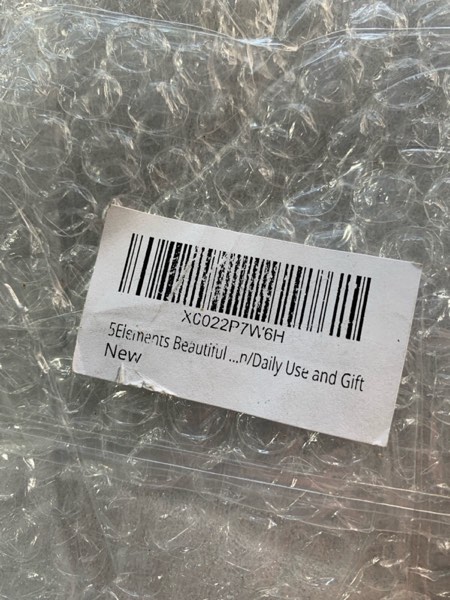 X0022P7W6H
5Elements Beautiful ...n/Daily Use and Gift
New